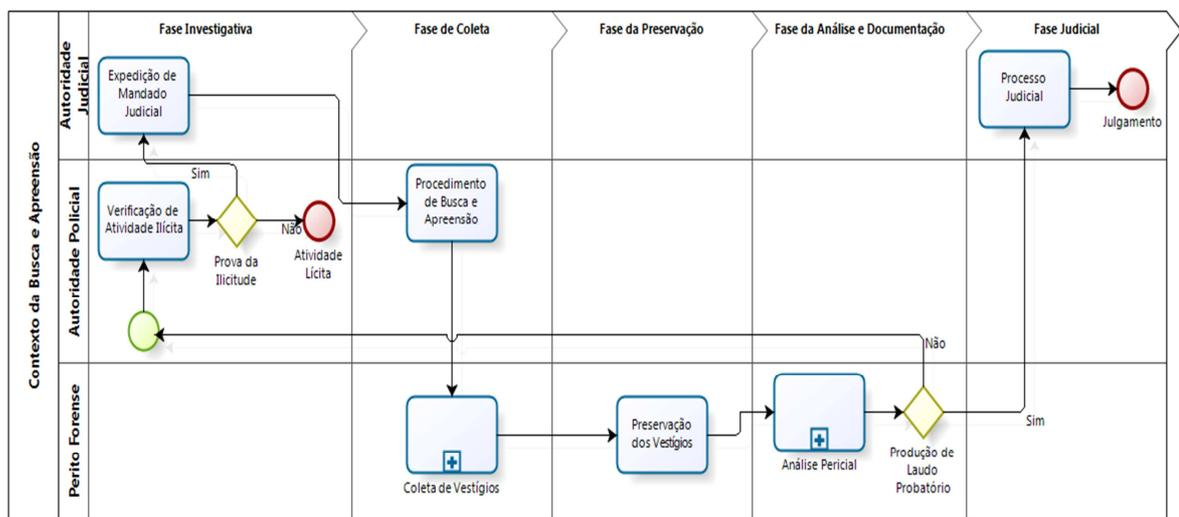 Contexto da Busca e Apreensão
Fase Investigativa
Fase de Coleta
Fase da Preservação
Fase da Análise e Documentação
Fase Judicial
Autoridade
Judicial
Expedição de
Mandado
Judicial
Processo
Judicial
Julgamento
Autoridade Policial
Sim
Verificação de
Atividade Ilícita
Prova da
Ilicitude
Não
Atividade
Lícita
Procedimento
de Busca e
Apreensão
Não
Perito Forense
Coleta de Vestígios
Preservação
dos Vestígios
Análise Pericial
Produção de
Laudo
Probatório
Sim